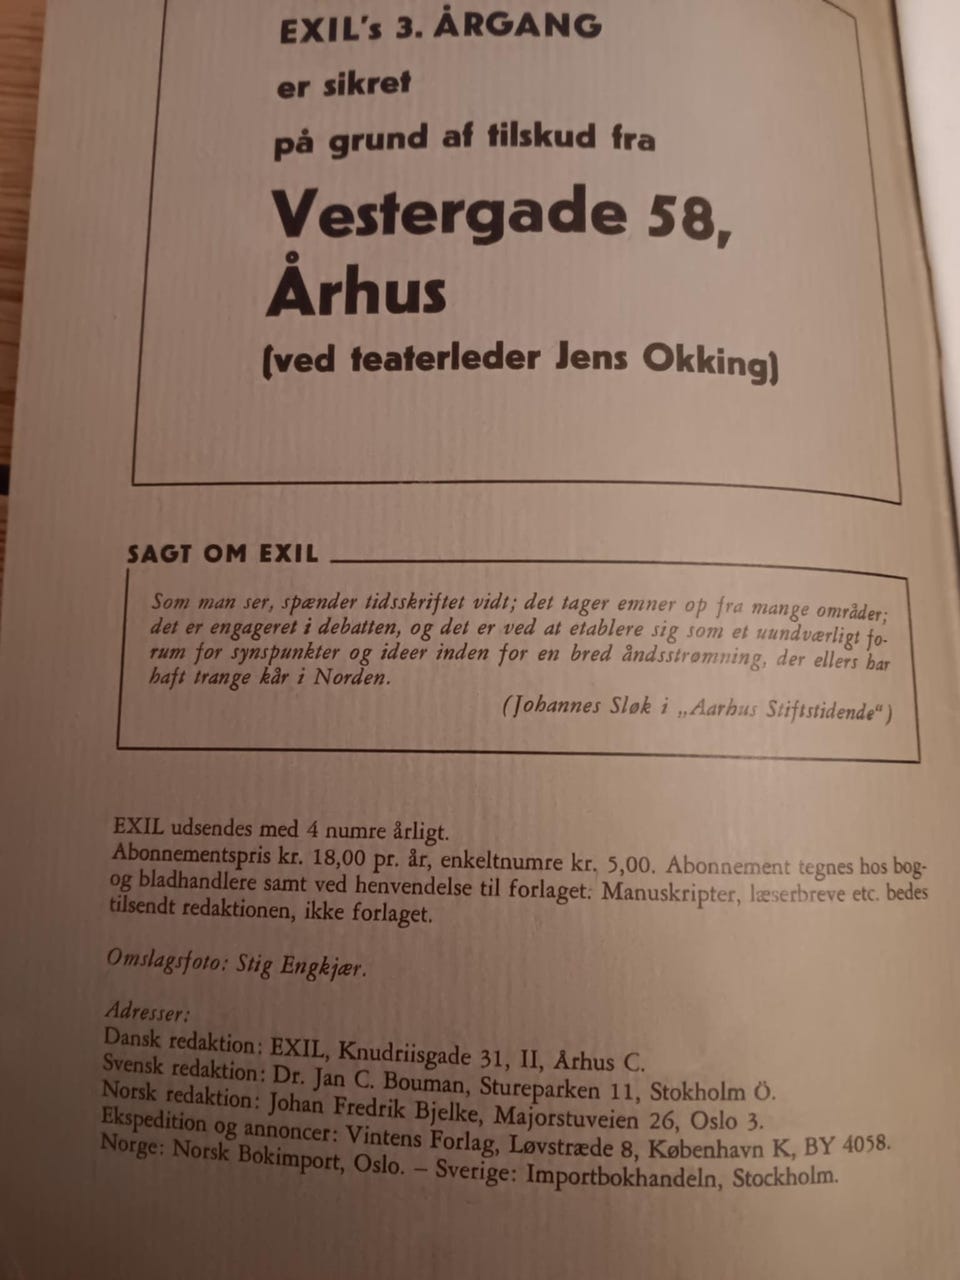 EXIL's 3. ÅRGANG
er sikret
på grund af tilskud fra
Vestergade 58,
Århus
(ved teaterleder Jens Okking)
SAGT OM EXIL
Som man ser, spænder tidsskriftet vidt; det tager emner op fra mange områder;
det er engageret i debatten, og det er ved at etablere sig som et uundværligt fo-
rum for synspunkter og ideer inden for en bred åndsstrømning, der ellers har
haft trange kår i Norden.
(Johannes Sløk i „Aarhus Stiftstidende“)
EXIL udsendes med 4 numre årligt.
Abonnementspris kr. 18,00 pr. år, enkeltnumre kr. 5,00. Abonnement tegnes hos bog-
og bladhandlere samt ved henvendelse til forlaget: Manuskripter, læserbreve etc. bedes
tilsendt redaktionen, ikke forlaget.
Omslagsfoto: Stig Engkjær.
Adresser:
Dansk redaktion: EXIL, Knudriisgade 31, II, Århus C.
Svensk redaktion: Dr. Jan C. Bouman, Stureparken 11, Stokholm Ö.
Norsk redaktion: Johan Fredrik Bjelke, Majorstuveien 26, Oslo 3.
Ekspedition og annoncer: Vintens Forlag, Løvstræde 8, København K, BY 4058.
Norge: Norsk Bokimport, Oslo. – Sverige: Importbokhandeln, Stockholm.